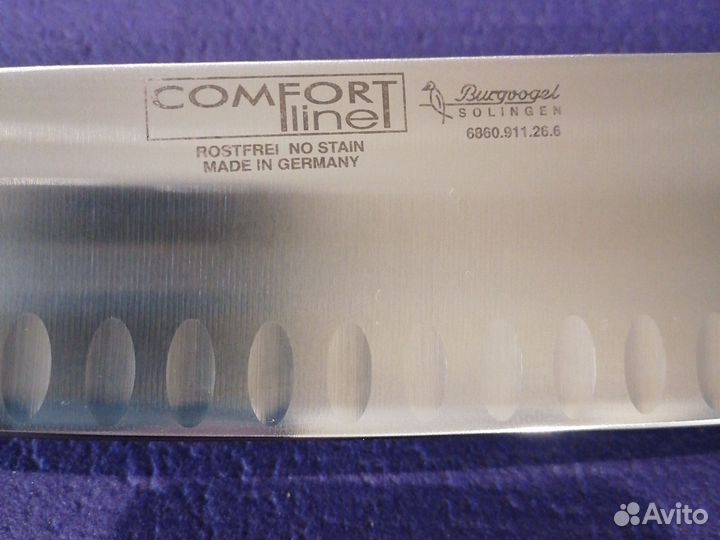 COMFORT
line
ROSTFREI NO STAIN
MADE IN GERMANY
Burgvogel
SOLINGEN
6860.911.26.6
Avito